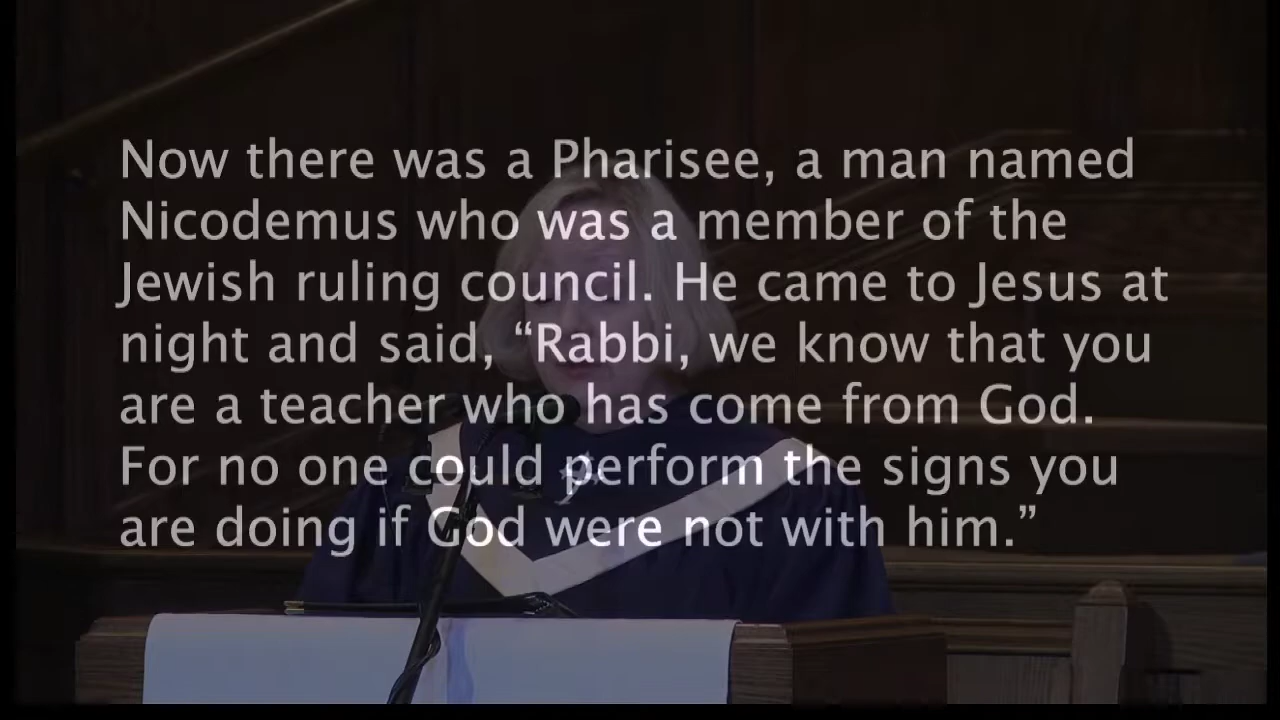 Now there was a Pharisee, a man named
Nicodemus who was a member of the
Jewish ruling council. He came to Jesus at
night and said, “Rabbi, we know that you
are a teacher who has come from God.
For no one could perform the signs you
are doing if God were not with him.”